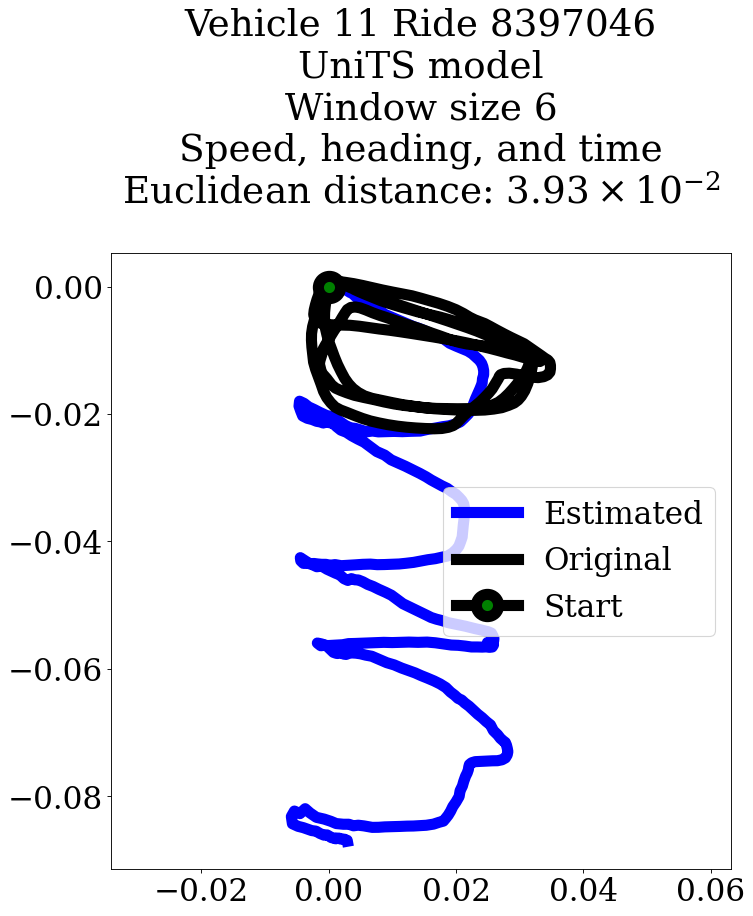 Vehicle 11 Ride 8397046
UniTS model
Window size 6
Speed, heading, and time
Euclidean distance: 3.93 × 10⁻²
0.00
−0.02
−0.04
−0.06
−0.08
Estimated
Original
Start
−0.02 0.00 0.02 0.04 0.06